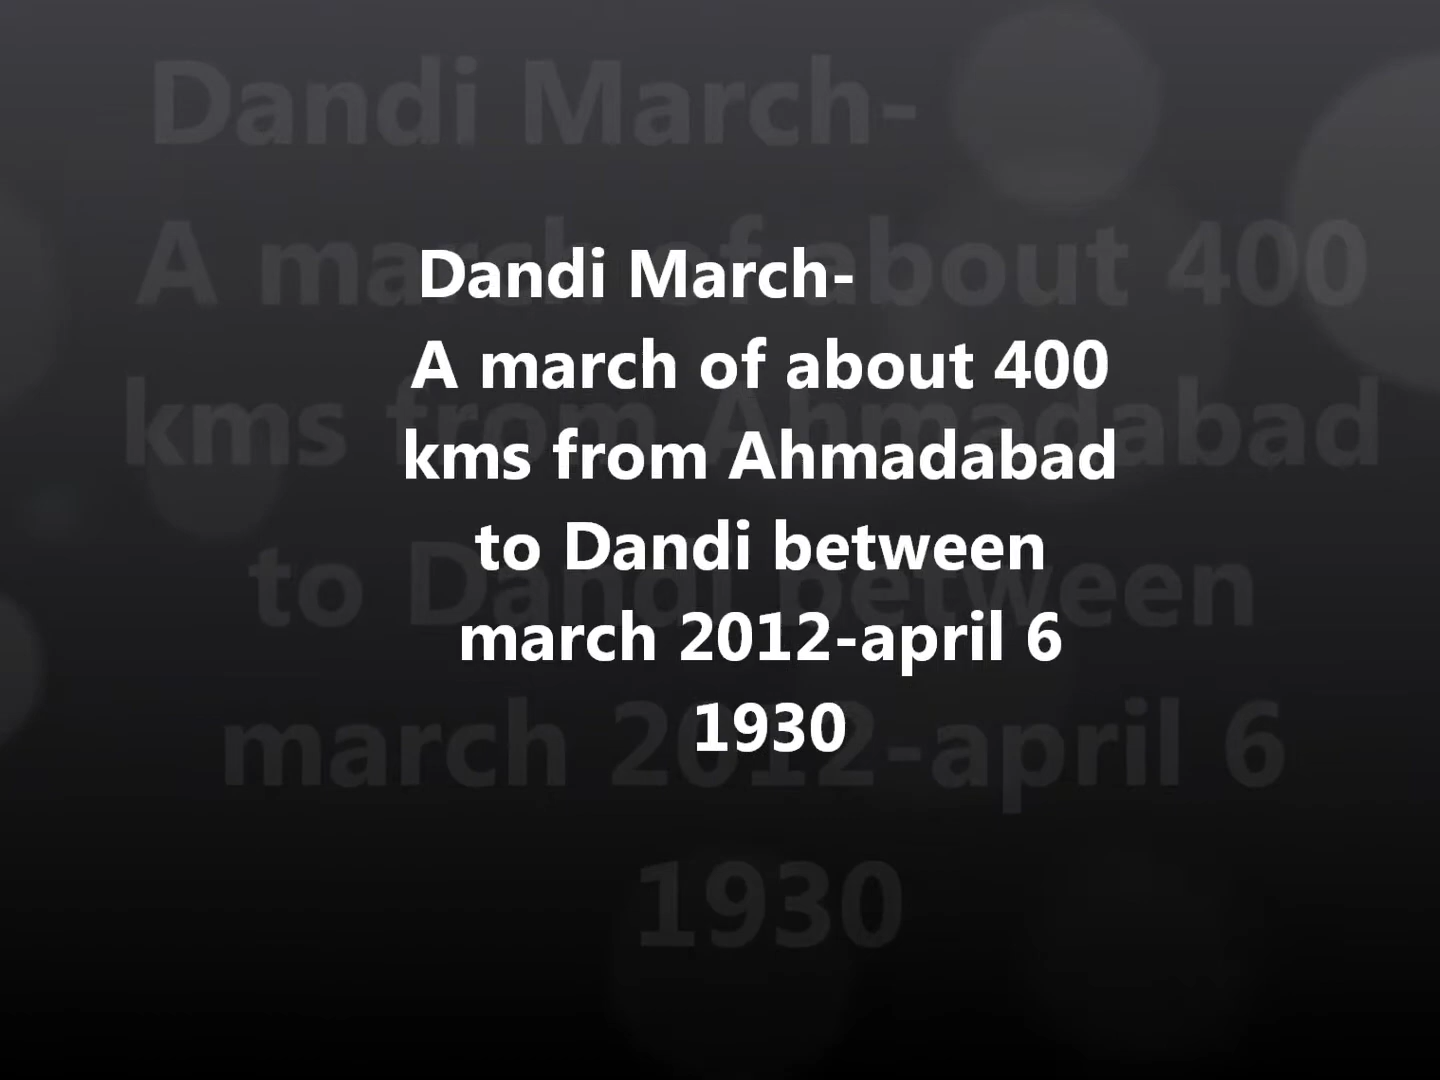 Dandi March-
A march of about 400
kms from Ahmadabad
to Dandi between
march 2012-april 6
1930